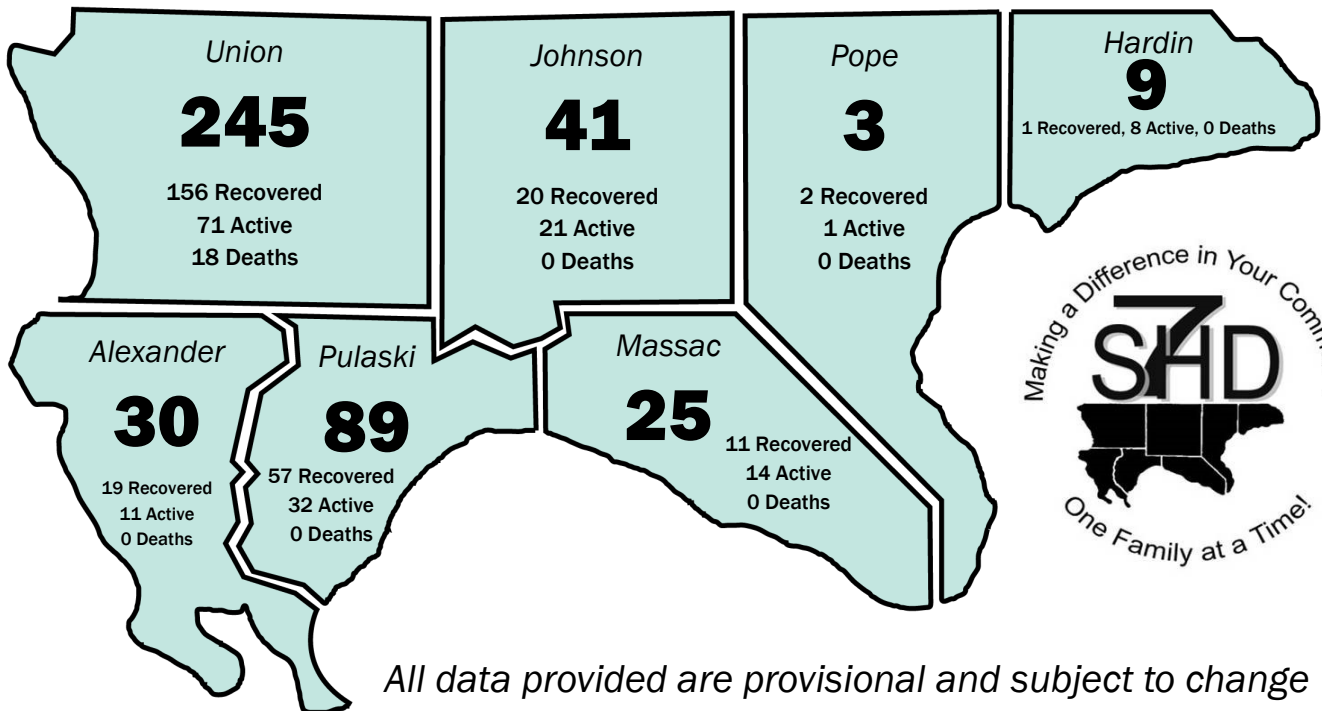 Union
245
156 Recovered
71 Active
18 Deaths
Johnson
41
20 Recovered
21 Active
0 Deaths
Pope
3
2 Recovered
1 Active
0 Deaths
Hardin
9
1 Recovered, 8 Active, 0 Deaths
Alexander
30
19 Recovered
11 Active
0 Deaths
Pulaski
89
57 Recovered
32 Active
0 Deaths
Massac
25
11 Recovered
14 Active
0 Deaths
Making a Difference in Your
S7HD
One Family at a Time!
All data provided are provisional and subject to change